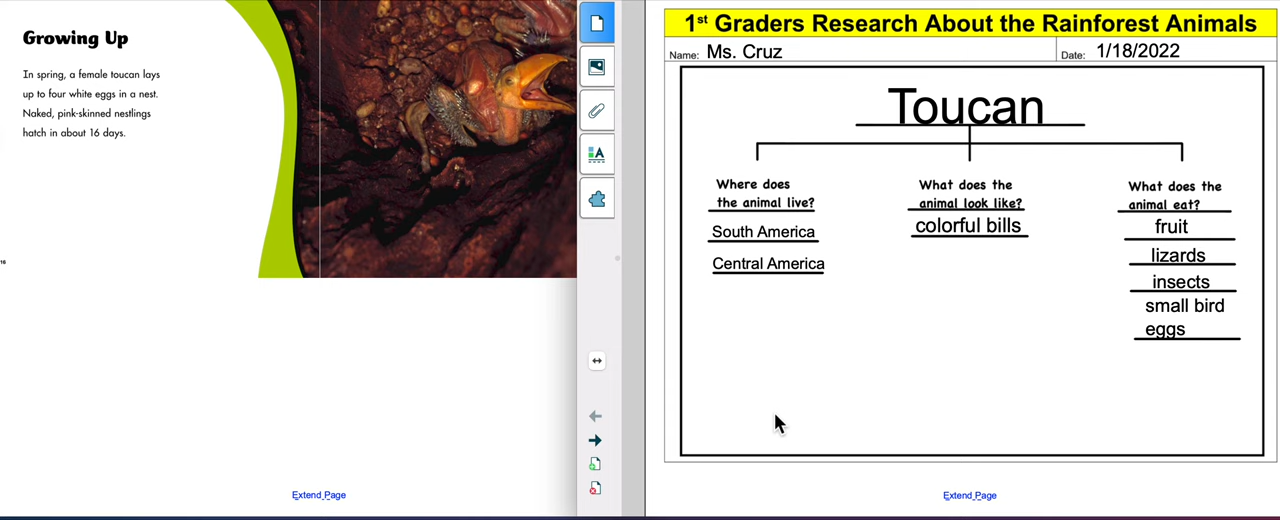 Growing Up
In spring, a female toucan lays
up to four white eggs in a nest.
Naked, pink-skinned nestlings
hatch in about 16 days.
16
Extend Page
1st Graders Research About the Rainforest Animals
Name: Ms. Cruz
Date: 1/18/2022
Toucan
Where does
the animal live?
South America
Central America
What does the
animal look like?
colorful bills
What does the
animal eat?
fruit
lizards
insects
small bird
eggs
Extend Page